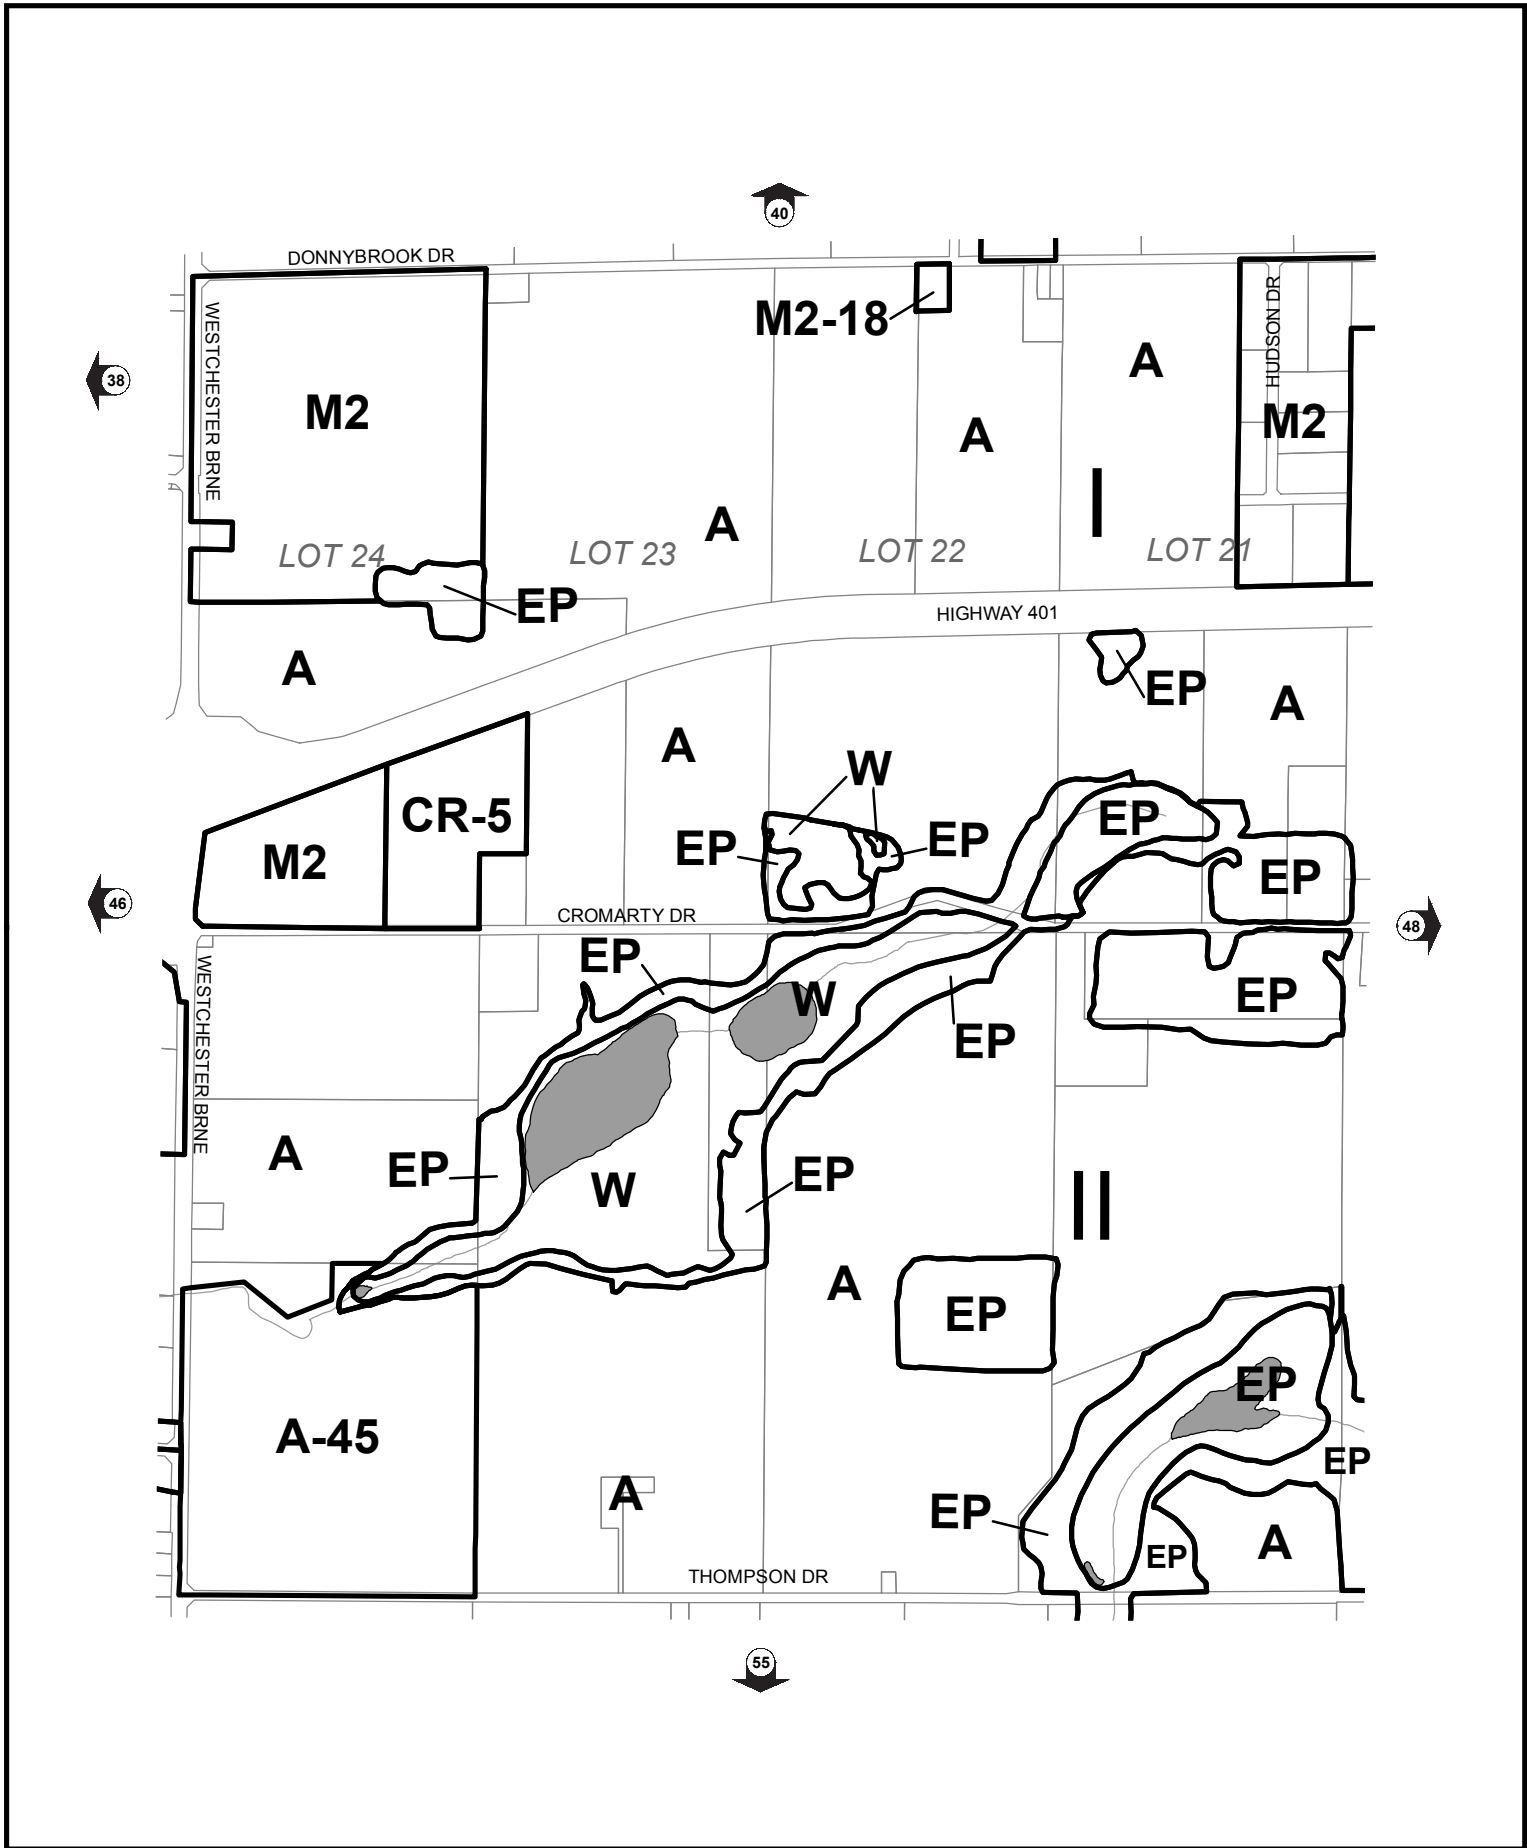 40
DONNYBROOK DR
WESTCHESTER BRNE
M2-18
HUDSON DR
A
38
M2
M2
A
I
A
LOT 24
LOT 23
LOT 22
LOT 21
EP
HIGHWAY 401
A
EP
A
A
W
CR-5
EP
M2
EP
EP
EP
46
CROMARTY DR
48
EP
WESTCHESTER BRNE
W
EP
EP
A
EP
W
EP
II
A
EP
EP
A-45
EP
A
EP
A
EP
THOMPSON DR
55